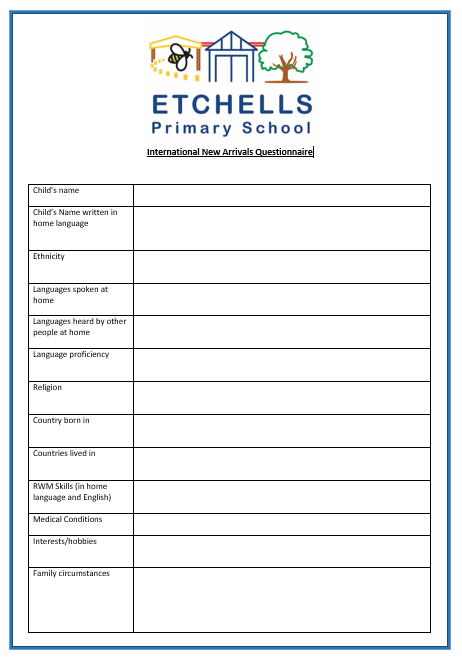 ETCHELLS
Primary School
International New Arrivals Questionnaire
Child's name
Child's Name written in
home language
Ethnicity
Languages spoken at
home
Languages heard by other
people at home
Language proficiency
Religion
Country born in
Countries lived in
RWM Skills (in home
language and English)
Medical Conditions
Interests/hobbies
Family circumstances